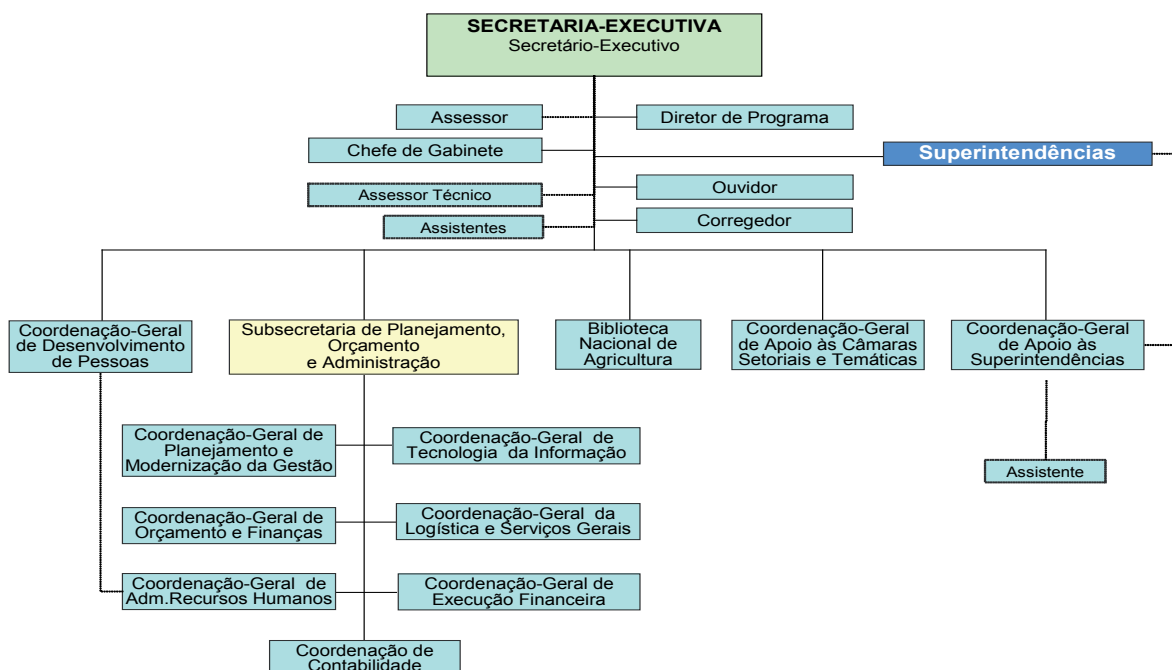 SECRETARIA-EXECUTIVA
Secretário-Executivo
Assessor
Diretor de Programa
Chefe de Gabinete
Superintendências
Assessor Técnico
Ouvidor
Assistentes
Corregedor
Coordenação-Geral
de Desenvolvimento
de Pessoas
Subsecretaria de Planejamento,
Orçamento
e Administração
Biblioteca
Nacional de
Agricultura
Coordenação-Geral
de Apoio às Câmaras
Setoriais e Temáticas
Coordenação-Geral
de Apoio às
Superintendências
Coordenação-Geral de
Planejamento e
Modernização da Gestão
Coordenação-Geral de
Tecnologia da Informação
Assistente
Coordenação-Geral de
Orçamento e Finanças
Coordenação-Geral da
Logística e Serviços Gerais
Coordenação-Geral de
Adm.Recursos Humanos
Coordenação-Geral de
Execução Financeira
Coordenação de
Contabilidade